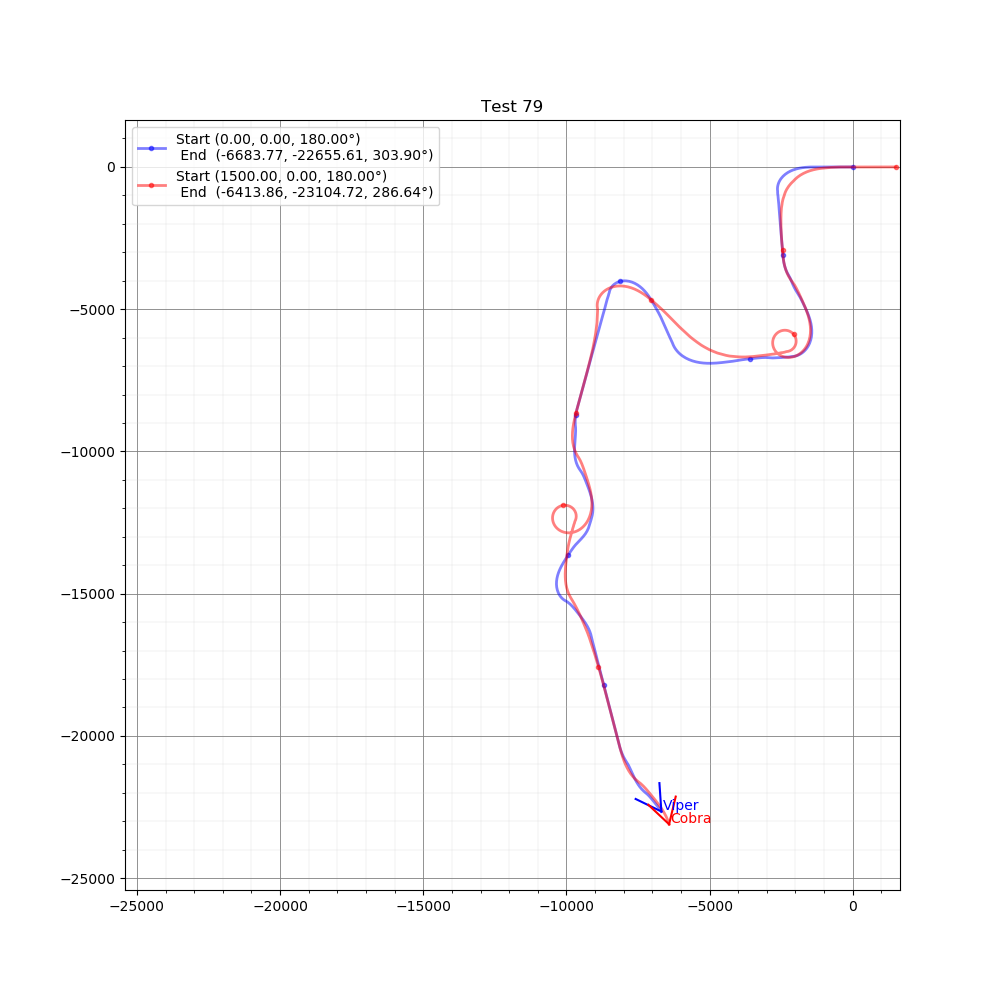 Test 79
Start (0.00, 0.00, 180.00°)
End  (-6683.77, -22655.61, 303.90°)
Start (1500.00, 0.00, 180.00°)
End  (-6413.86, -23104.72, 286.64°)
0
−5000
−10000
−15000
−20000
−25000
Viper
Cobra
−25000 −20000 −15000 −10000 −5000 0